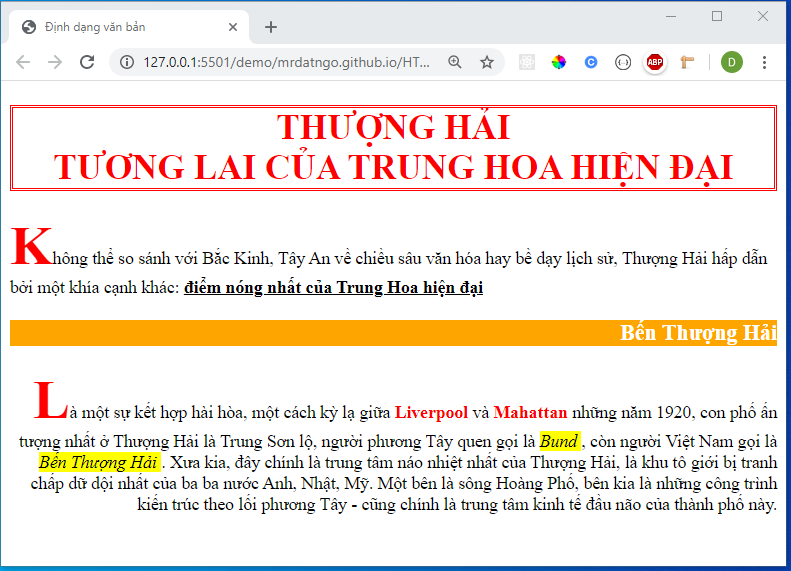 Định dạng văn bản
127.0.0.1:5501/demo/mrdatngo.github.io/HT...
ABP
D
THƯỢNG HẢI
TƯƠNG LAI CỦA TRUNG HOA HIỆN ĐẠI
Không thể so sánh với Bắc Kinh, Tây An về chiều sâu văn hóa hay bề dạy lịch sử, Thượng Hải hấp dẫn
bởi một khía cạnh khác: điểm nóng nhất của Trung Hoa hiện đại
Bến Thượng Hải
Là một sự kết hợp hài hòa, một cách kỳ lạ giữa Liverpool và Mahattan những năm 1920, con phố ấn
tượng nhất ở Thượng Hải là Trung Sơn lộ, người phương Tây quen gọi là Bund , còn người Việt Nam gọi là
Bến Thượng Hải . Xưa kia, đây chính là trung tâm náo nhiệt nhất của Thượng Hải, là khu tô giới bị tranh
chấp dữ dội nhất của ba ba nước Anh, Nhật, Mỹ. Một bên là sông Hoàng Phố, bên kia là những công trình
kiến trúc theo lối phương Tây - cũng chính là trung tâm kinh tế đầu não của thành phố này.